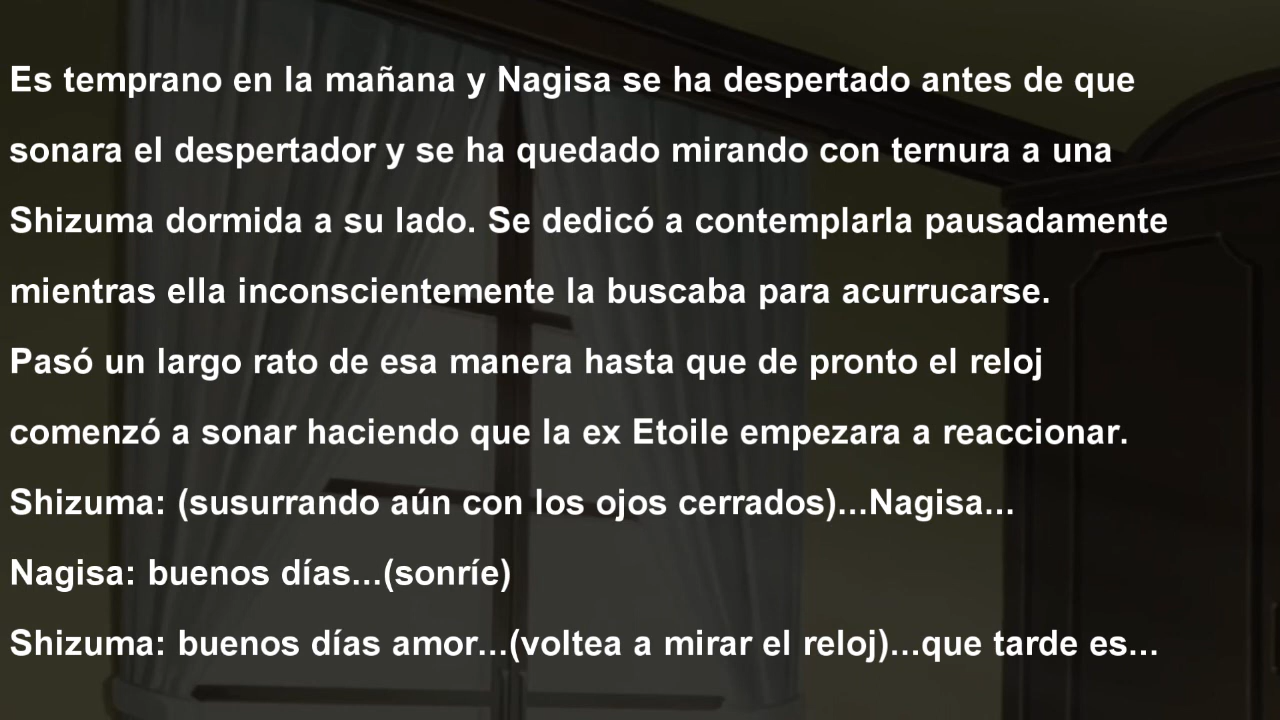 Es temprano en la mañana y Nagisa se ha despertado antes de que
sonara el despertador y se ha quedado mirando con ternura a una
Shizuma dormida a su lado. Se dedicó a contemplarla pausadamente
mientras ella inconscientemente la buscaba para acurrucarse.
Pasó un largo rato de esa manera hasta que de pronto el reloj
comenzó a sonar haciendo que la ex Etoile empezara a reaccionar.
Shizuma: (susurrando aún con los ojos cerrados)...Nagisa...
Nagisa: buenos días...(sonríe)
Shizuma: buenos días amor...(voltea a mirar el reloj)...que tarde es...